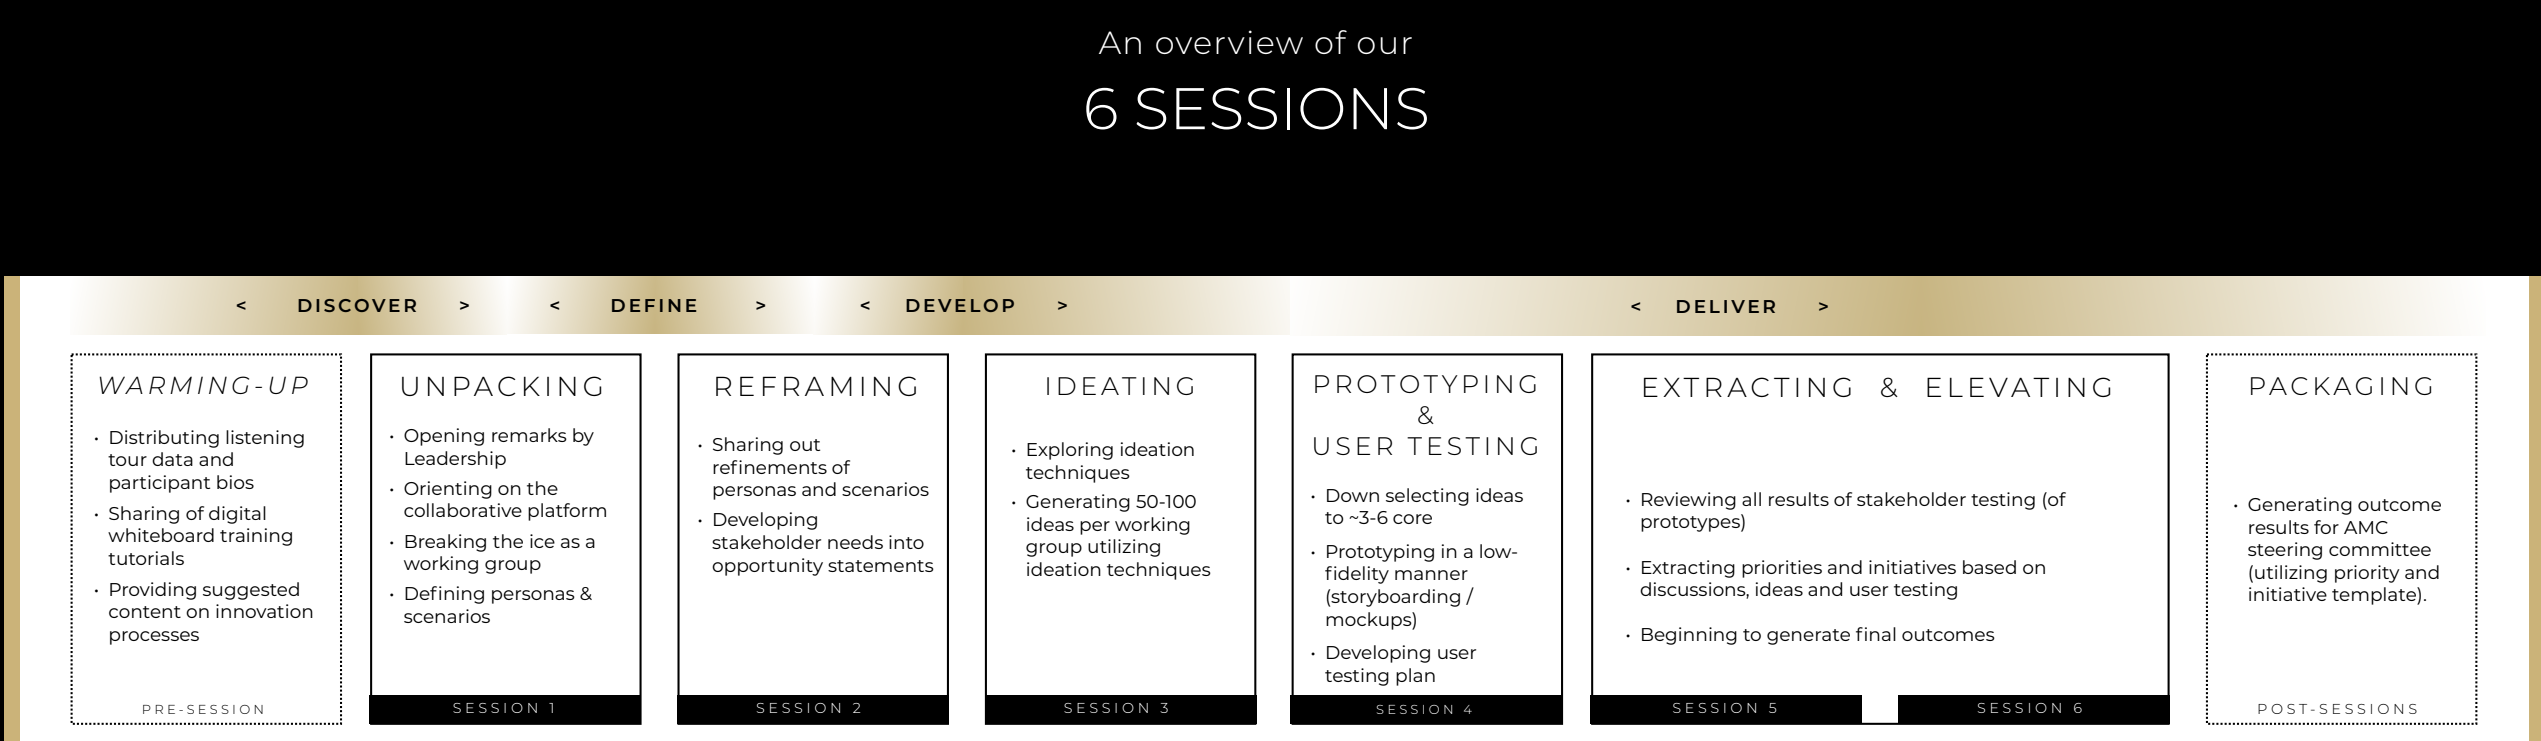 An overview of our
6 SESSIONS
< DISCOVER >
< DEFINE >
< DEVELOP >
< DELIVER >
WARMING-UP
• Distributing listening
tour data and
participant bios
• Sharing of digital
whiteboard training
tutorials
• Providing suggested
content on innovation
processes
PRE-SESSION
UNPACKING
• Opening remarks by
Leadership
• Orienting on the
collaborative platform
• Breaking the ice as a
working group
• Defining personas &
scenarios
SESSION 1
REFRAMING
• Sharing out
refinements of
personas and scenarios
• Developing
stakeholder needs into
opportunity statements
SESSION 2
IDEATING
• Exploring ideation
techniques
• Generating 50-100
ideas per working
group utilizing
ideation techniques
SESSION 3
PROTOTYPING
&
USER TESTING
• Down selecting ideas
to ~3-6 core
• Prototyping in a low-
fidelity manner
(storyboarding /
mockups)
• Developing user
testing plan
SESSION 4
EXTRACTING & ELEVATING
• Reviewing all results of stakeholder testing (of
prototypes)
• Extracting priorities and initiatives based on
discussions, ideas and user testing
• Beginning to generate final outcomes
SESSION 5
SESSION 6
PACKAGING
• Generating outcome
results for AMC
steering committee
(utilizing priority and
initiative template).
POST-SESSIONS